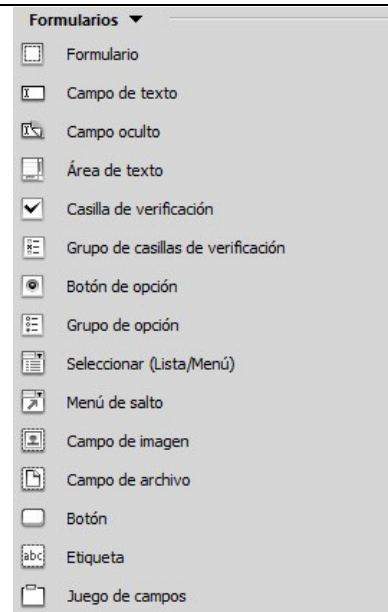 Formularios
Formulario
Campo de texto
Campo oculto
Área de texto
Casilla de verificación
Grupo de casillas de verificación
Botón de opción
Grupo de opción
Seleccionar (Lista/Menú)
Menú de salto
Campo de imagen
Campo de archivo
Botón
abc Etiqueta
Juego de campos